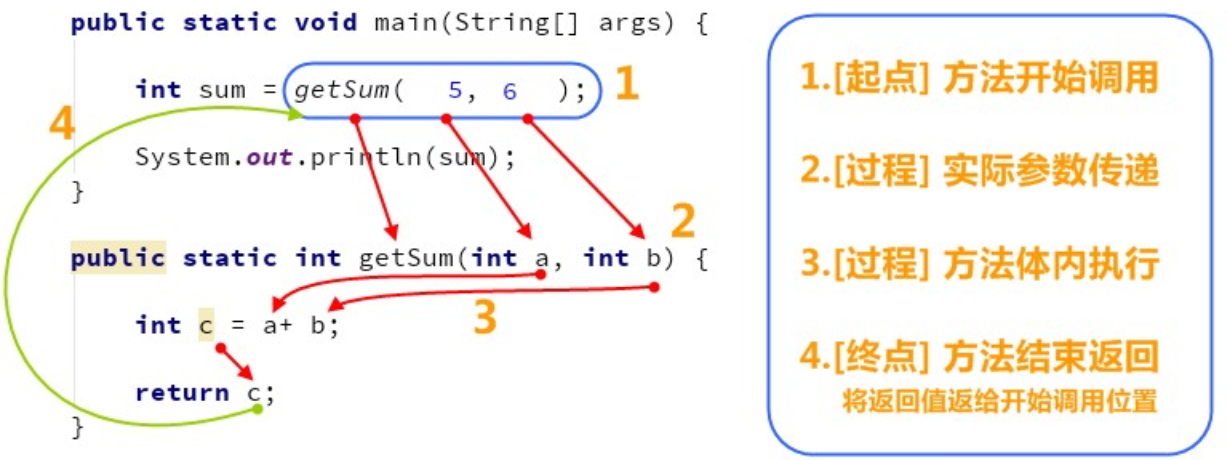 public static void main(String[] args) {
int sum = getSum( 5, 6 ); 1
4
System.out.println(sum);
}
2
public static int getSum(int a, int b) {
int c = a+ b;
3
return c;
}
1.[起点] 方法开始调用
2.[过程] 实际参数传递
3.[过程] 方法体内执行
4.[终点] 方法结束返回
将返回值返给开始调用位置